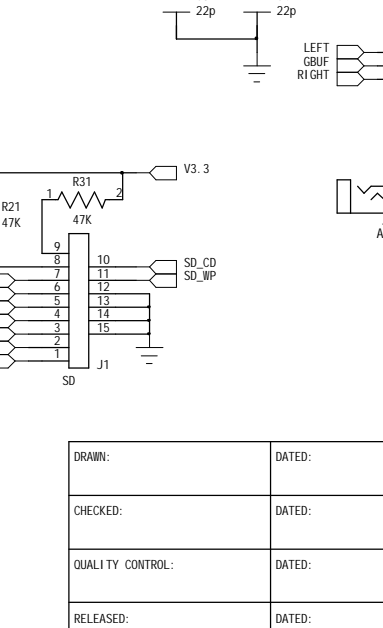 22p 22p
LEFT
GBUF
RIGHT
V3.3
R31
1 2
R21
47K
47K
9
8 10 SD_CD
7 11 SD_WP
6 12
5 13
4 14
3 15
2
1 J1
SD
A
DRAWN: DATED:
CHECKED: DATED:
QUALITY CONTROL: DATED:
RELEASED: DATED: